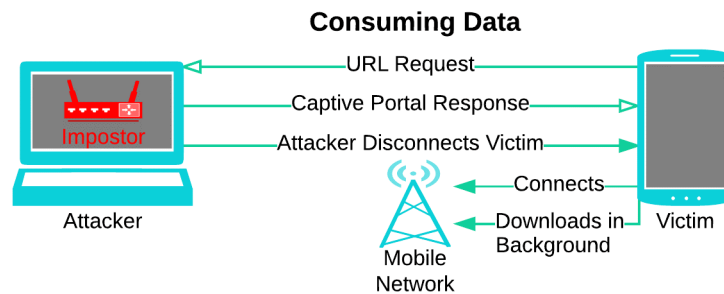 Consuming Data
URL Request
Captive Portal Response
Impostor
Attacker Disconnects Victim
Connects
Downloads in
Background
Attacker
Victim
Mobile
Network